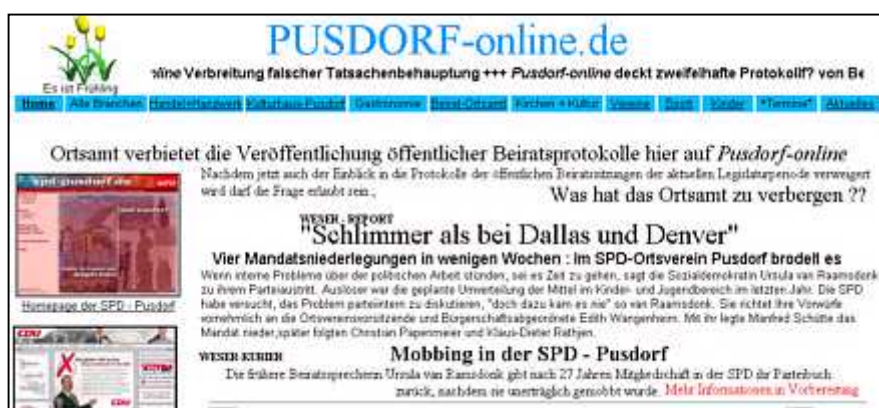 PUSDORF-online.de
Es ist Frühling
nline Verbreitung falscher Tatsachenbehauptung +++ Pusdorf-online deckt zweifelhafte Protokollf? von Be
Home Alle Branchen Handel+Handwerk Kulturhaus-Pusdorf Gastronomie Beirat-Ortsamt Kirchen + Kultur Vereine Sport Kinder *Termine* Aktuelles
Ortsamt verbietet die Veröffentlichung öffentlicher Beiratsprotokolle hier auf Pusdorf-online
Nachdem jetzt auch der Einblick in die Protokolle der öffentlichen Beiratssitzungen der aktuellen Legislaturperiode verweigert
wird darf die Frage erlaubt sein , Was hat das Ortsamt zu verbergen ??
spd-pusdorf.de
WESER - REPORT
"Schlimmer als bei Dallas und Denver"
Vier Mandatsniederlegungen in wenigen Wochen : Im SPD-Ortsverein Pusdorf brodelt es
Wenn interne Probleme über der politischen Arbeit stünden, sei es Zeit zu gehen, sagt die Sozialdemokratin Ursula van Raamsdonk
zu ihrem Parteiaustritt. Auslöser war die geplante Umverteilung der Mittel im Kinder- und Jugendbereich im letzten Jahr. Die SPD
habe versucht, das Problem parteiintern zu diskutieren, "doch dazu kam es nie" so van Raamsdonk. Sie richtet ihre Vorwürfe
vornehmlich an die Ortsvereinsvorsitzende und Bürgerschaftsabgeordnete Edith Wangenheim. Mit ihr legte Manfred Schütte das
Mandat nieder,später folgten Christian Papenmeier und Klaus-Dieter Rathjen.
Homepage der SPD - Pusdorf
WESER KURIER
Mobbing in der SPD - Pusdorf
Die frühere Beiratssprecherin Ursula van Ramsdonk gibt nach 27 Jahren Mitgliedschaft in der SPD ihr Parteibuch
zurück, nachdem sie unerträglich gemobbt wurde. Mehr Informationen in Vorbereitung
CDU